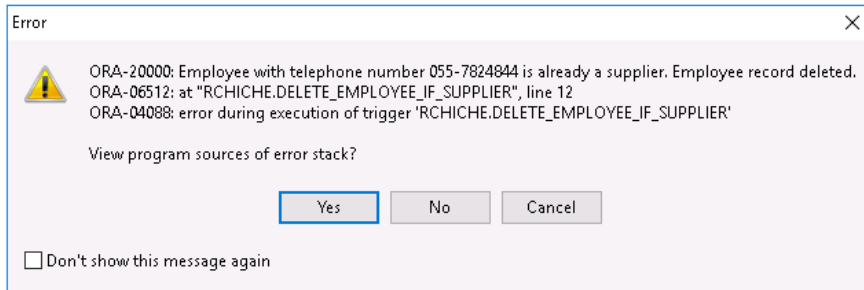 Error
ORA-20000: Employee with telephone number 055-7824844 is already a supplier. Employee record deleted.
ORA-06512: at "RCHICHE.DELETE_EMPLOYEE_IF_SUPPLIER", line 12
ORA-04088: error during execution of trigger 'RCHICHE.DELETE_EMPLOYEE_IF_SUPPLIER'
View program sources of error stack?
Yes No Cancel
Don't show this message again